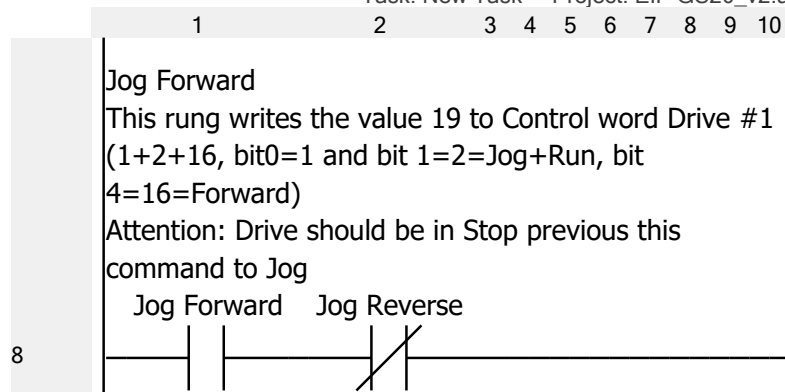 1 2 3 4 5 6 7 8 9 10
Jog Forward
This rung writes the value 19 to Control word Drive #1
(1+2+16, bit0=1 and bit 1=2=Jog+Run, bit
4=16=Forward)
Attention: Drive should be in Stop previous this
command to Jog
Jog Forward Jog Reverse
8